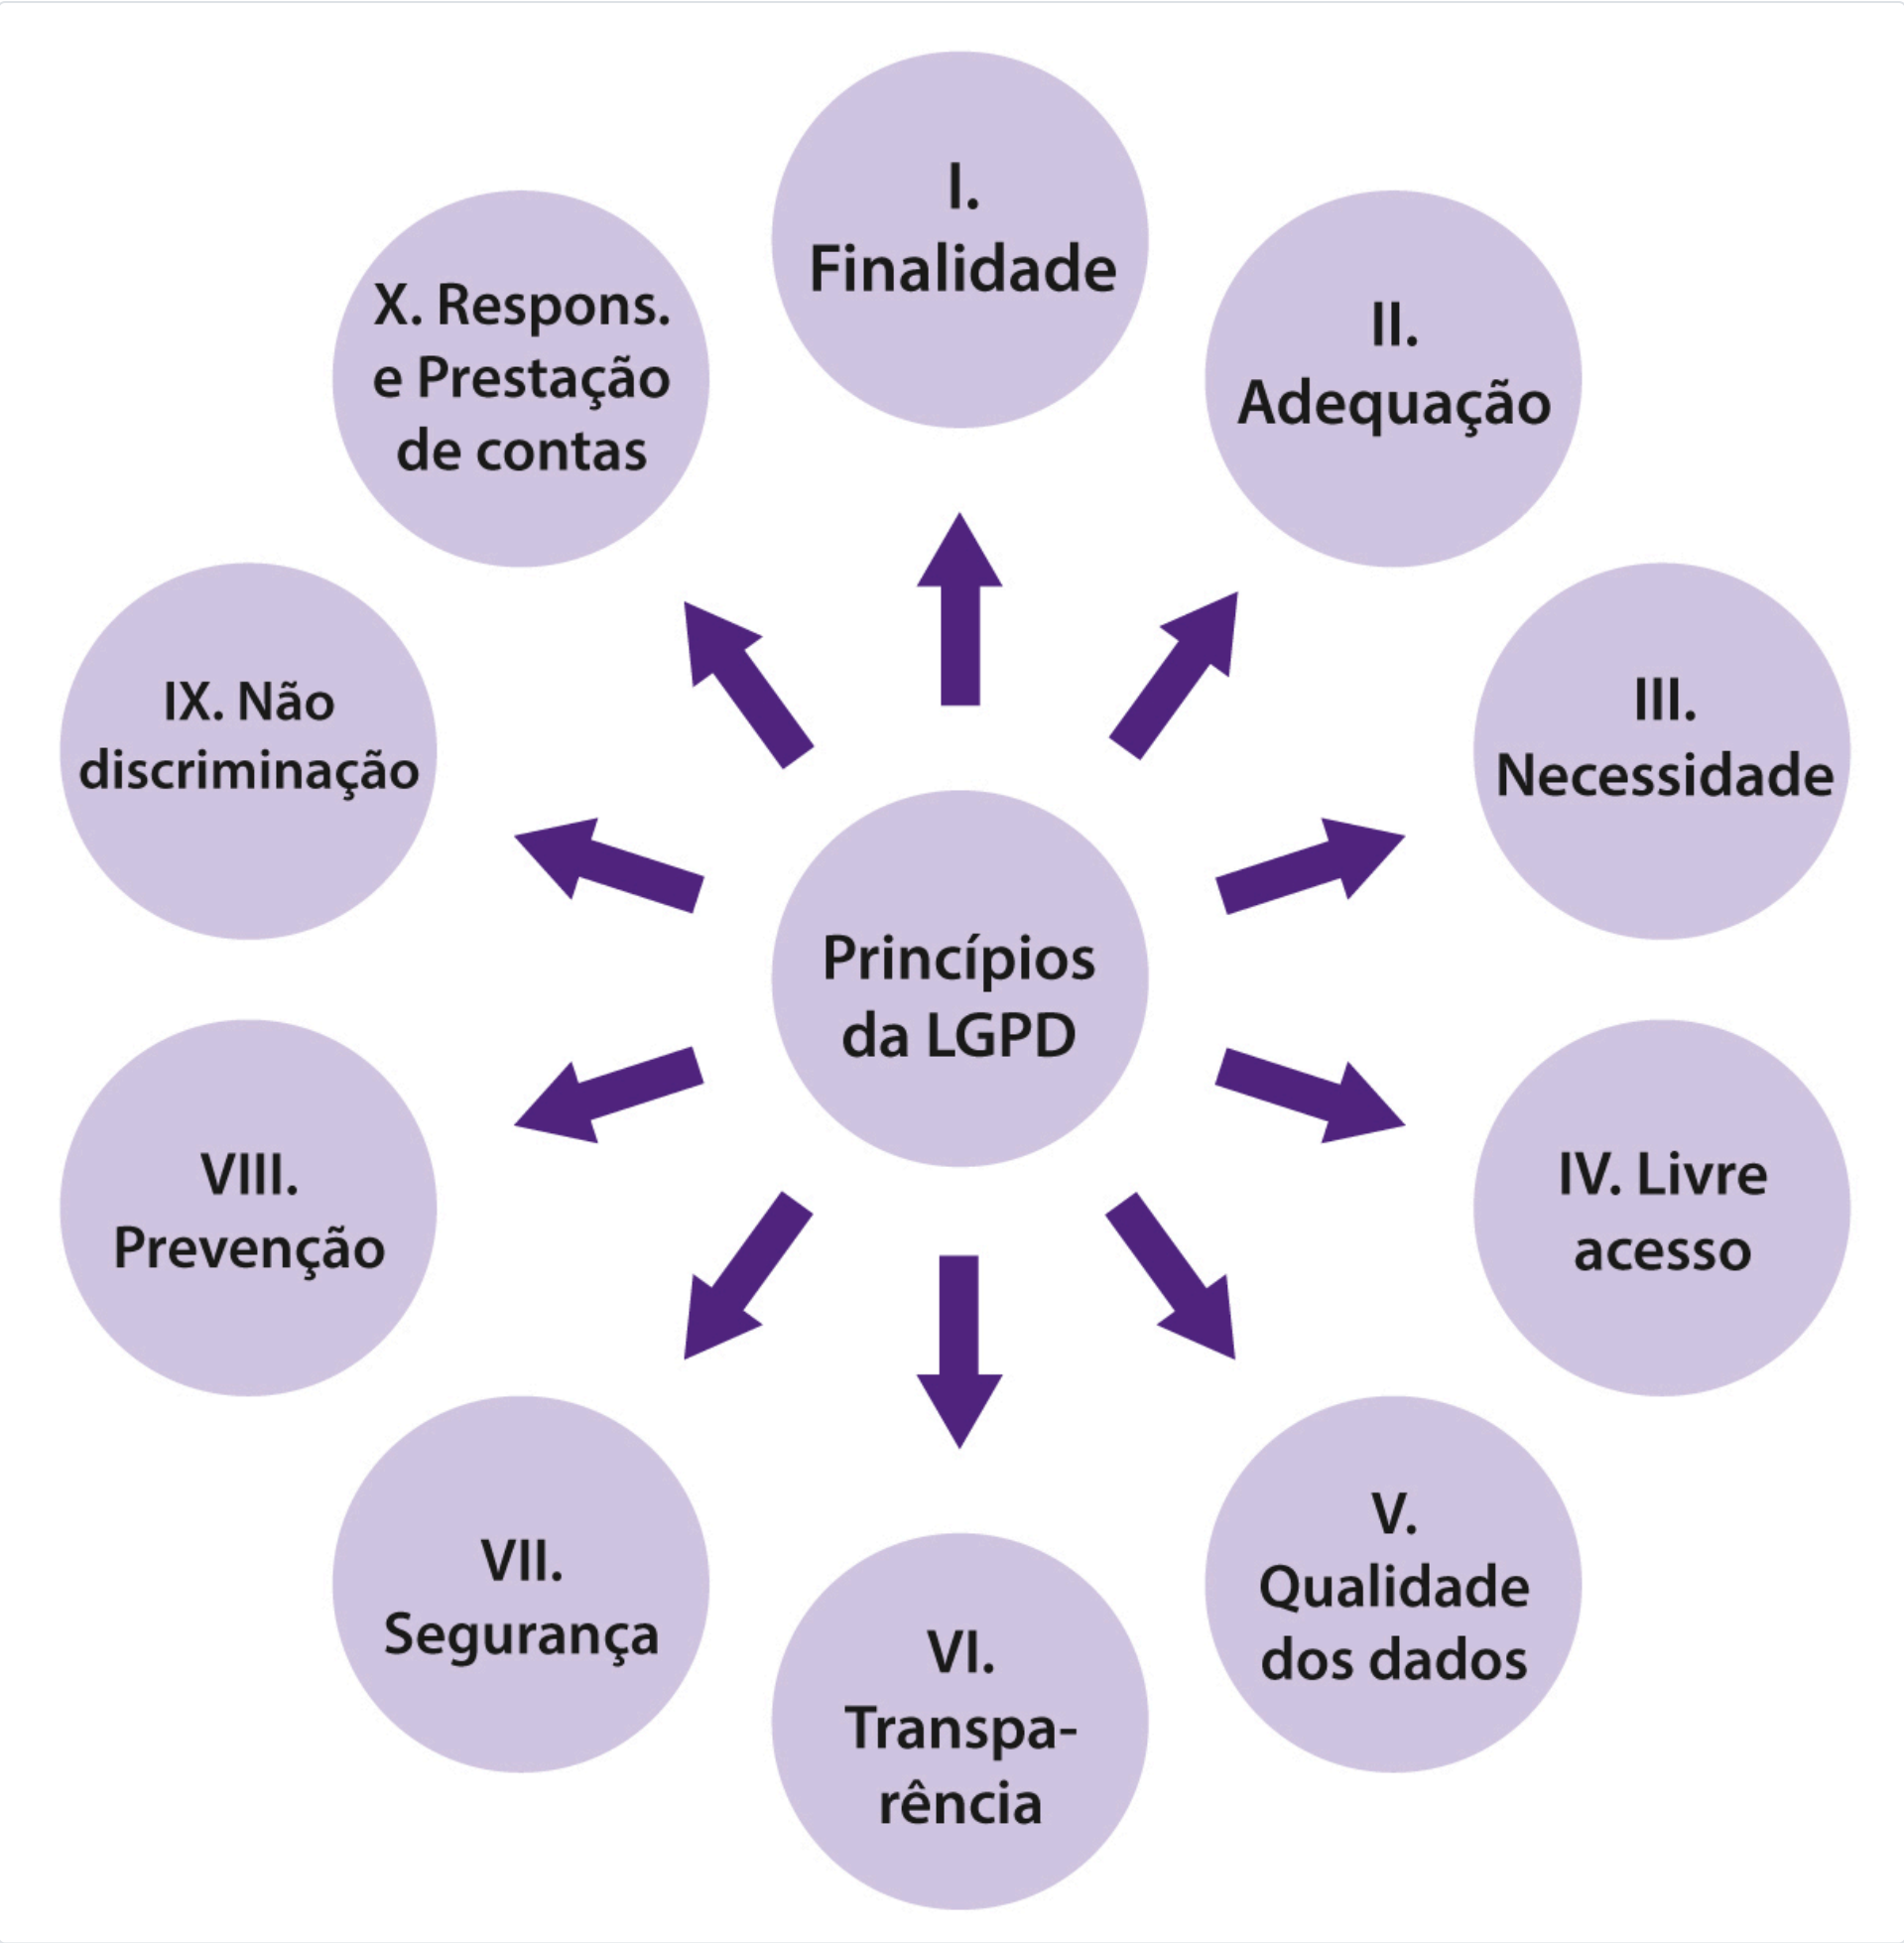 I.
Finalidade
II.
Adequação
III.
Necessidade
IV. Livre
acesso
V.
Qualidade
dos dados
VI.
Transpa-
rência
VII.
Segurança
VIII.
Prevenção
IX. Não
discriminação
X. Respons.
e Prestação
de contas
Princípios
da LGPD